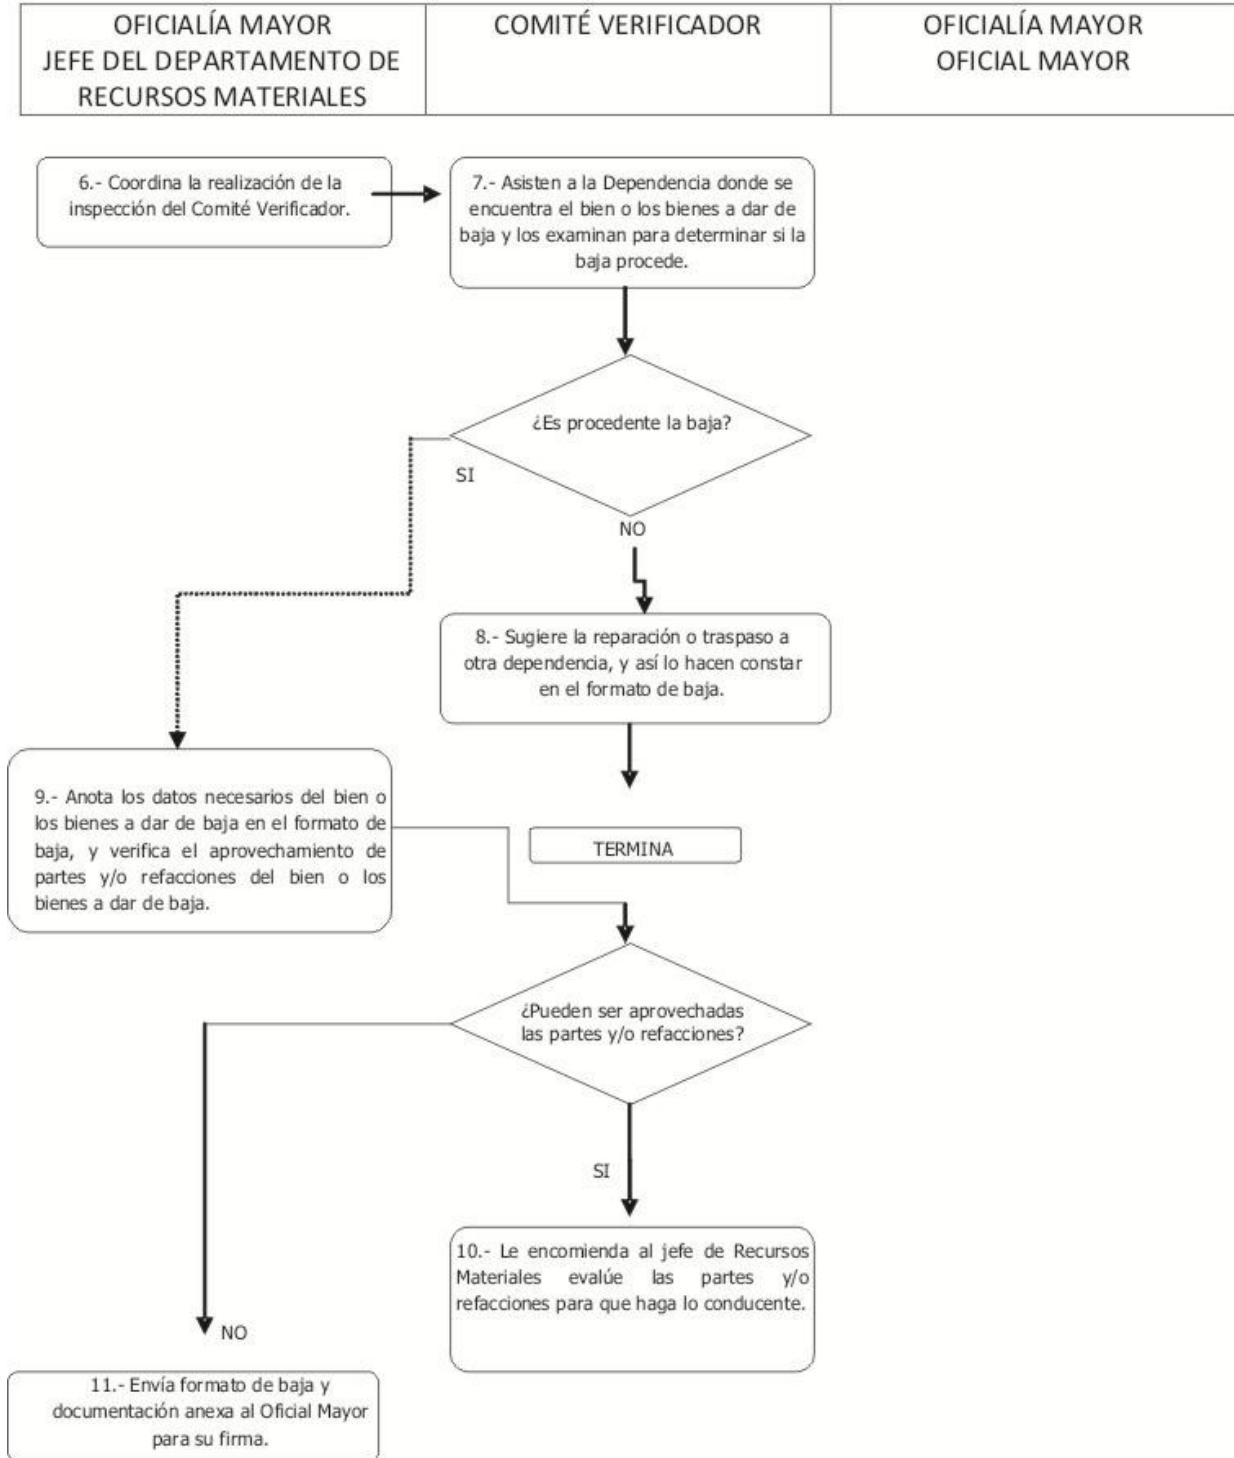 OFICIALÍA MAYOR
JEFE DEL DEPARTAMENTO DE
RECURSOS MATERIALES
COMITÉ VERIFICADOR
OFICIALÍA MAYOR
OFICIAL MAYOR
6.- Coordina la realización de la
inspección del Comité Verificador.
7.- Asisten a la Dependencia donde se
encuentra el bien o los bienes a dar de
baja y los examinan para determinar si la
baja procede.
¿Es procedente la baja?
SI
NO
8.- Sugiere la reparación o traspaso a
otra dependencia, y así lo hacen constar
en el formato de baja.
9.- Anota los datos necesarios del bien o
los bienes a dar de baja en el formato de
baja, y verifica el aprovechamiento de
partes y/o refacciones del bien o los
bienes a dar de baja.
TERMINA
¿Pueden ser aprovechadas
las partes y/o refacciones?
SI
10.- Le encomienda al jefe de Recursos
Materiales evalúe las partes y/o
refacciones para que haga lo conducente.
NO
11.- Envía formato de baja y
documentación anexa al Oficial Mayor
para su firma.